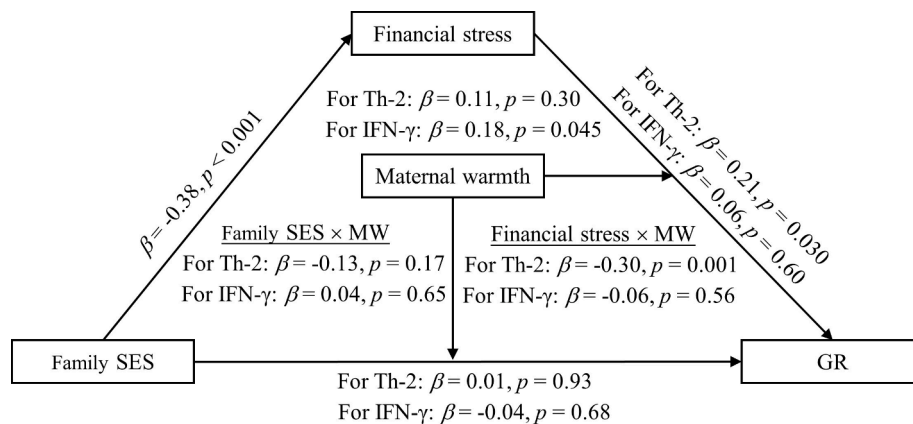 Financial stress
For Th-2: β = 0.11, p = 0.30
For IFN-γ: β = 0.18, p = 0.045
β = -0.38, p < 0.001
For Th-2: β = 0.21, p = 0.030
For IFN-γ: β = 0.06, p = 0.60
Maternal warmth
Family SES × MW
For Th-2: β = -0.13, p = 0.17
For IFN-γ: β = 0.04, p = 0.65
Financial stress × MW
For Th-2: β = -0.30, p = 0.001
For IFN-γ: β = -0.06, p = 0.56
Family SES
GR
For Th-2: β = 0.01, p = 0.93
For IFN-γ: β = -0.04, p = 0.68